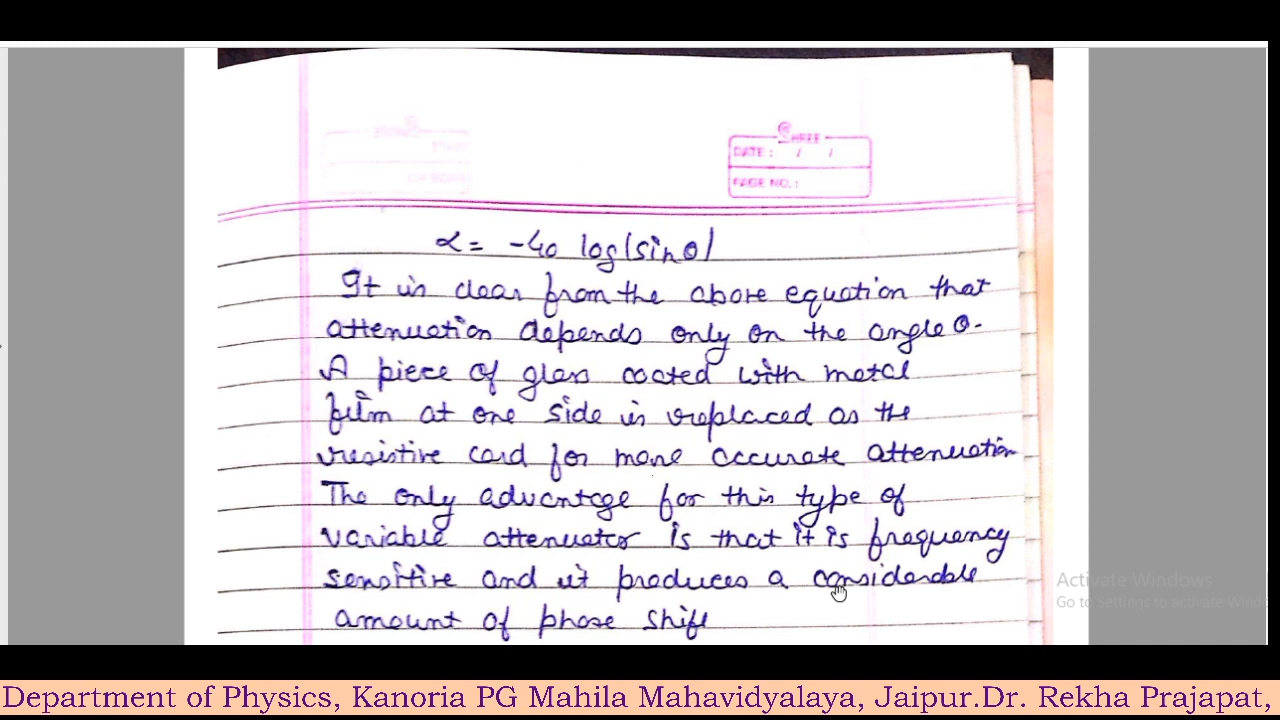 SHREE
DATE : / /
PAGE NO. :
α = -40 log(sin θ)
It is clear from the above equation that
attenuation depends only on the angle θ.
A piece of glass coated with metal
film at one side is replaced as the
resistive card for more accurate attenuation
The only advantage for this type of
variable attenuator is that it is frequency
sensitive and it produces a considerable
amount of phase shift
Activate Windows
Go to Settings to activate Windo
Department of Physics, Kanoria PG Mahila Mahavidyalaya, Jaipur.Dr. Rekha Prajapat,